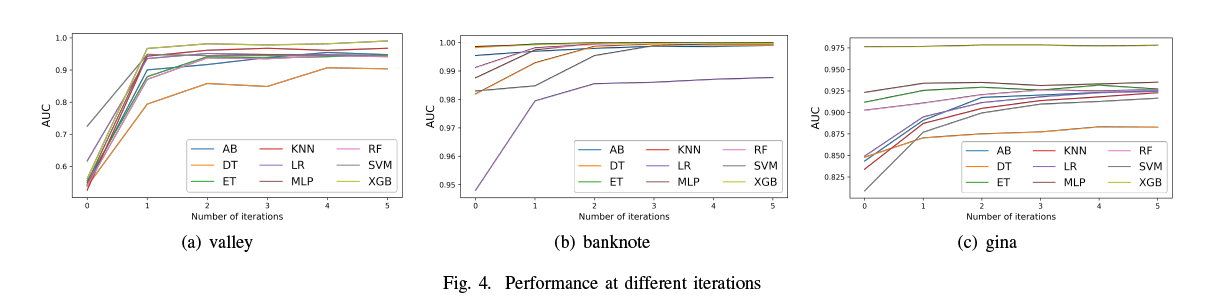 1.0
0.9
0.8
0.7
0.6
AUC
AB KNN RF
DT LR SVM
ET MLP XGB
0 1 2 3 4 5
Number of iterations
(a) valley
1.00
0.99
0.98
0.97
0.96
0.95
AUC
AB KNN RF
DT LR SVM
ET MLP XGB
0 1 2 3 4 5
Number of iterations
(b) banknote
0.975
0.950
0.925
0.900
0.875
0.850
0.825
AUC
AB KNN RF
DT LR SVM
ET MLP XGB
0 1 2 3 4 5
Number of iterations
(c) gina
Fig. 4. Performance at different iterations